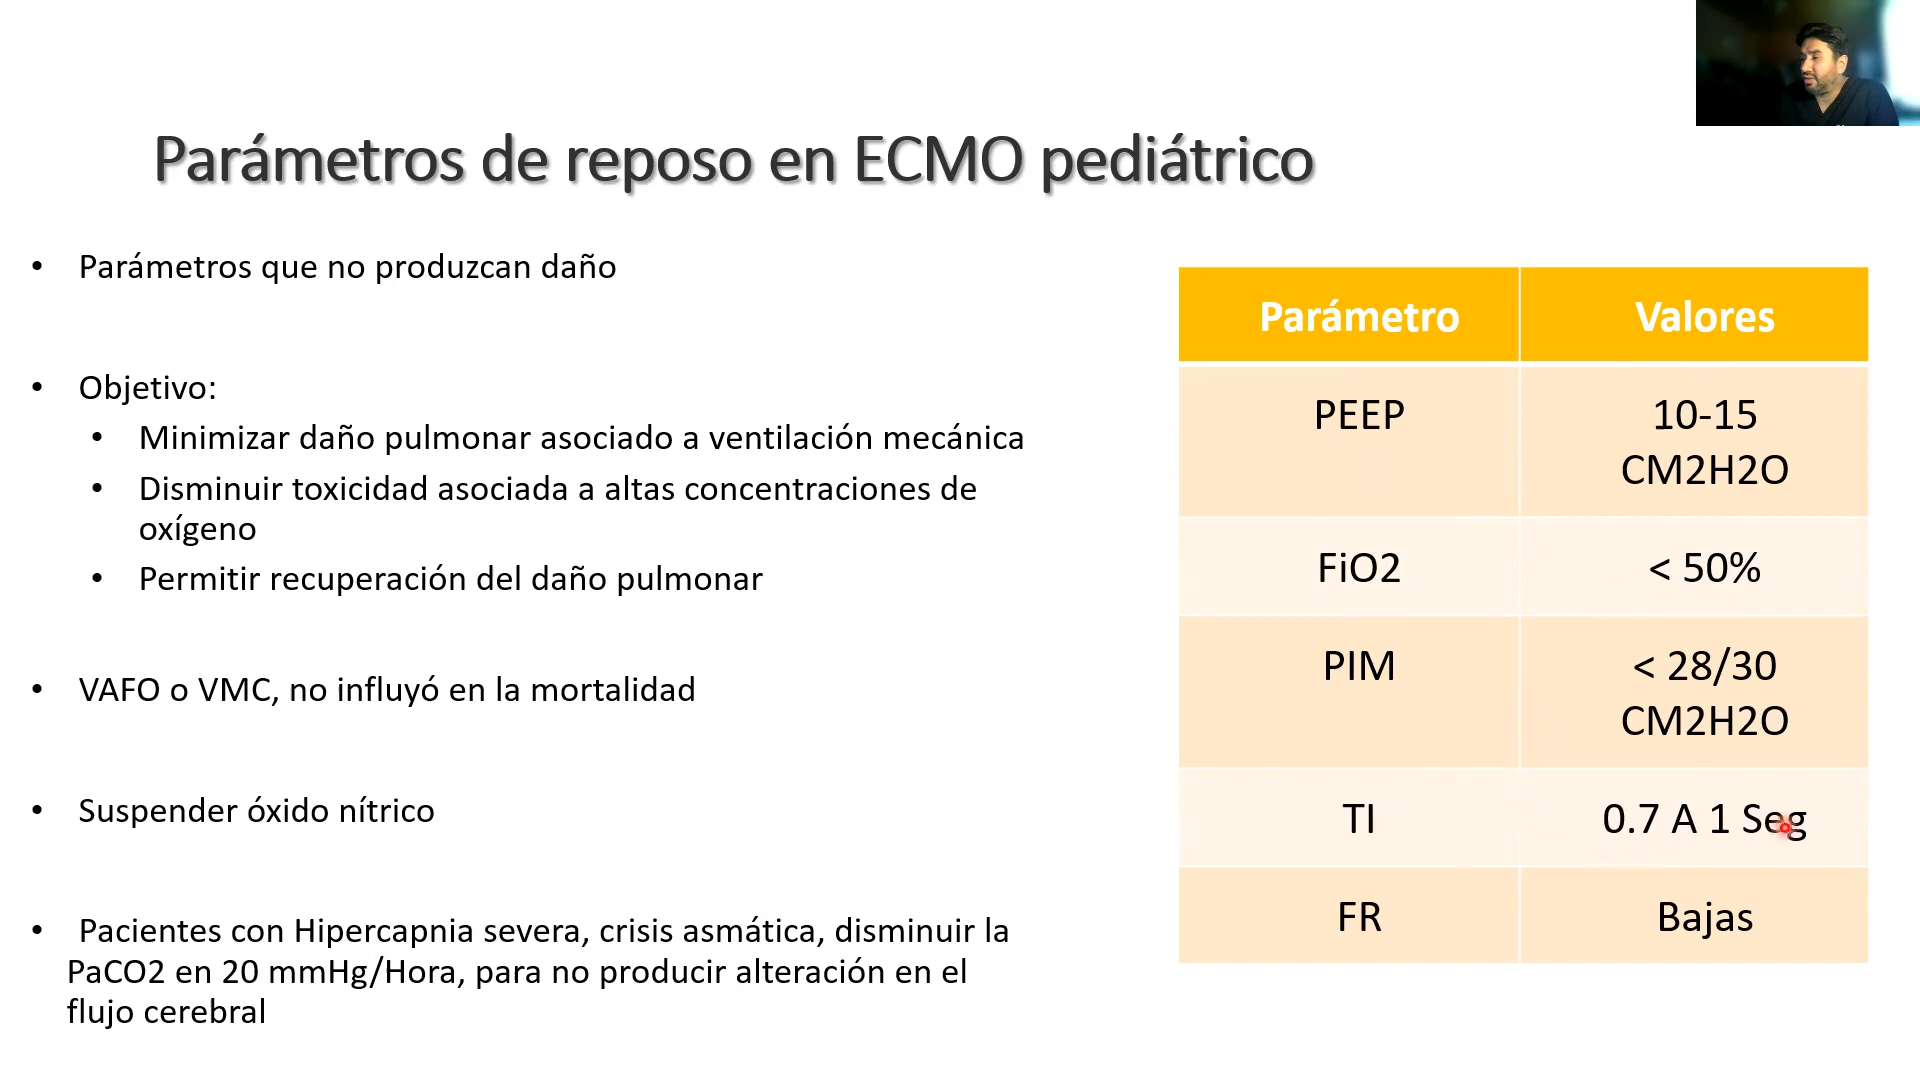 Parámetros de reposo en ECMO pediátrico
• Parámetros que no produzcan daño
• Objetivo:
• Minimizar daño pulmonar asociado a ventilación mecánica
• Disminuir toxicidad asociada a altas concentraciones de
oxígeno
• Permitir recuperación del daño pulmonar
• VAFO o VMC, no influyó en la mortalidad
• Suspender óxido nítrico
• Pacientes con Hipercapnia severa, crisis asmática, disminuir la
PaCO2 en 20 mmHg/Hora, para no producir alteración en el
flujo cerebral
Parámetro Valores
PEEP 10-15
CM2H2O
FiO2 < 50%
PIM < 28/30
CM2H2O
TI 0.7 A 1 Seg
FR Bajas